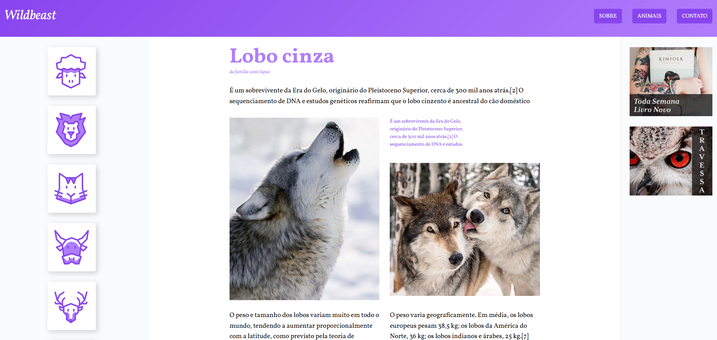 Wildbeast
SOBRE
ANIMAIS
CONTATO
Lobo cinza
da família canis lupus
É um sobrevivente da Era do Gelo, originário do Pleistoceno Superior, cerca de 300 mil anos atrás.[2] O
sequenciamento de DNA e estudos genéticos reafirmam que o lobo cinzento é ancestral do cão doméstico
É um sobrevivente da Era do Gelo,
originário do Pleistoceno Superior,
cerca de 300 mil anos atrás[2] O
sequenciamento de DNA e estudos.
O peso e tamanho dos lobos variam muito em todo o
mundo, tendendo a aumentar proporcionalmente
com a latitude, como previsto pela teoria de
O peso varia geograficamente. Em média, os lobos
europeus pesam 38,5 kg; os lobos da América do
Norte, 36 kg; os lobos indianos e árabes, 25 kg.[7]
KINFOLK
Toda Semana
Livro Novo
TRAVESSA